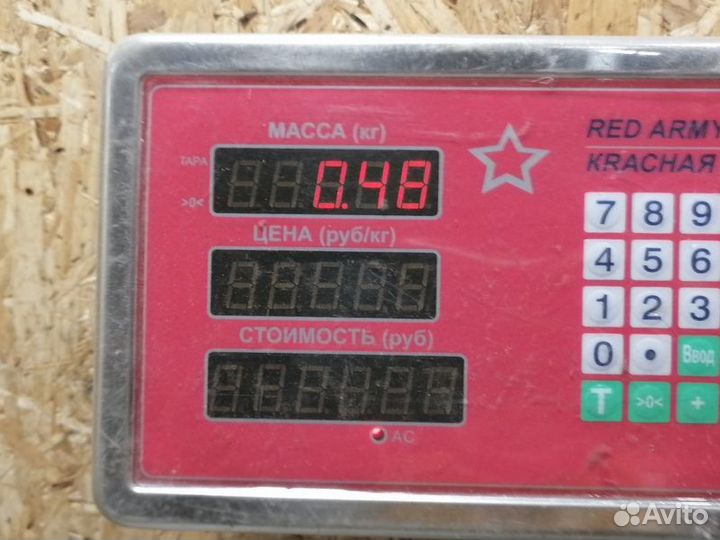 МАССА (кг)
RED ARMY
ТАРА
0.48
КRАСНАЯ
>0<
7 8 9
ЦЕНА (руб/кг)
4 5 6
1 2 3
СТОИМОСТЬ (руб)
0 • Ввод
T >0< +
AC
Avito